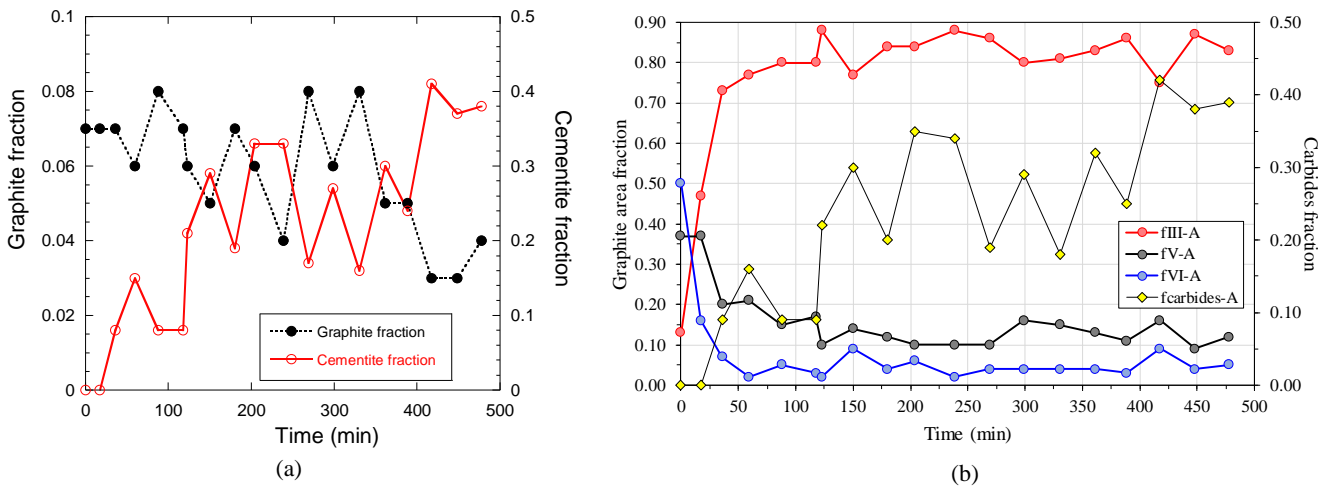 0.1
0.08
0.06
0.04
0.02
0
Graphite fraction
0.5
0.4
0.3
0.2
0.1
0
Cementite fraction
Graphite fraction
Cementite fraction
0 100 200 300 400 500
Time (min)
(a)
0.90
0.80
0.70
0.60
0.50
0.40
0.30
0.20
0.10
0.00
Graphite area fraction
0.50
0.40
0.30
0.20
0.10
0.00
Carbides fraction
fIII-A
fV-A
fVI-A
fcarbides-A
0 50 100 150 200 250 300 350 400 450 500
Time (min)
(b)